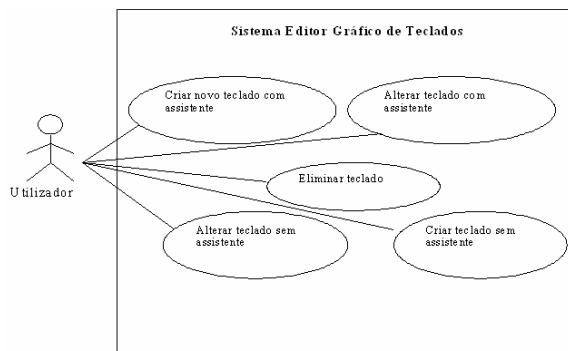 Sistema Editor Gráfico de Teclados
Criar novo teclado com
assistente
Alterar teclado com
assistente
Utilizador
Eliminar teclado
Alterar teclado sem
assistente
Criar teclado sem
assistente